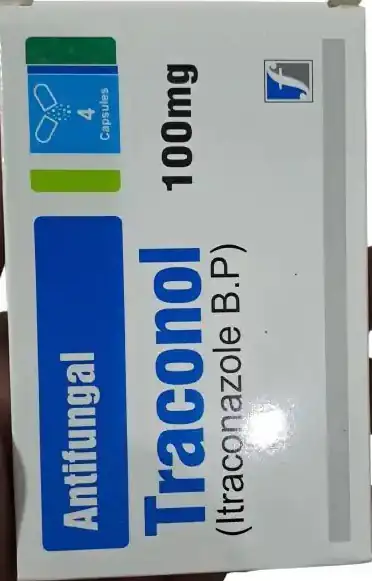 Antifungal
4
Capsules
Traconol 100mg
(Itraconazole B.P)
f